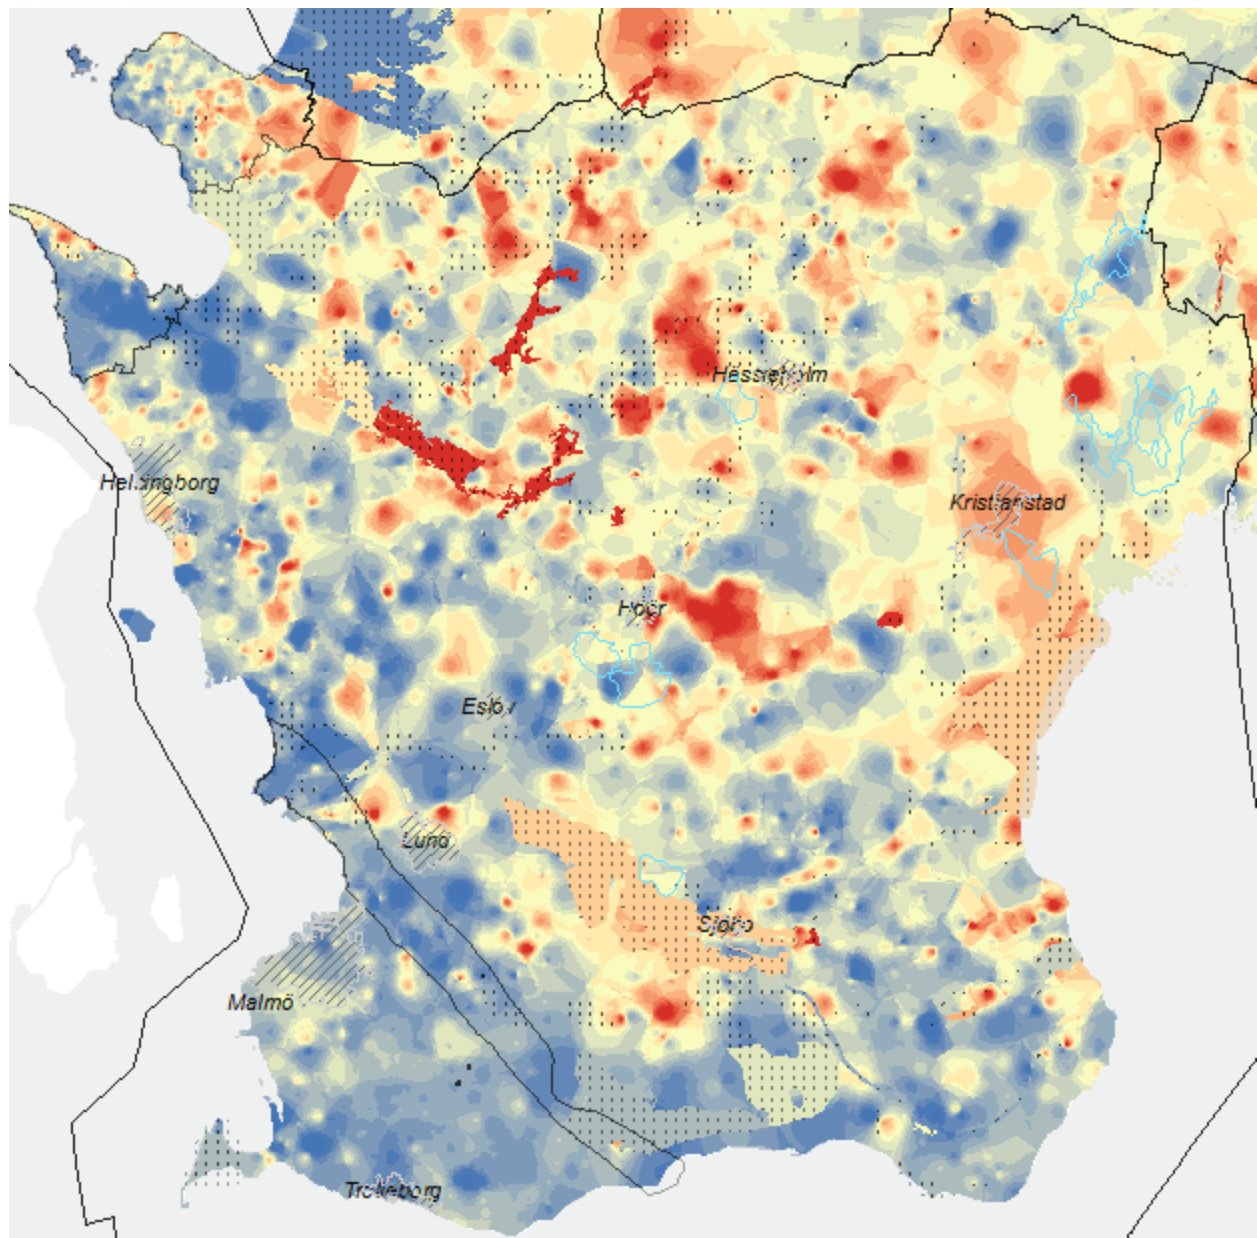 Hässleholm
Helsingborg
Kristianstad
Höör
Eslöv
Lund
Sjöbo
Malmö
Trelleborg